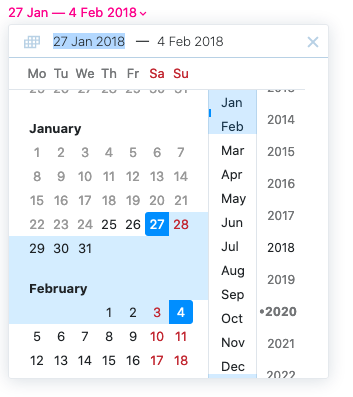 27 Jan — 4 Feb 2018
27 Jan 2018 — 4 Feb 2018
Mo Tu We Th Fr Sa Su
January
1 2 3 4 5 6 7
8 9 10 11 12 13 14
15 16 17 18 19 20 21
22 23 24 25 26 27 28
29 30 31
February
1 2 3 4
5 6 7 8 9 10 11
12 13 14 15 16 17 18
Jan
Feb
Mar
Apr
May
Jun
Jul
Aug
Sep
Oct
Nov
Dec
2014
2015
2016
2017
2018
2019
•2020
2021
2022